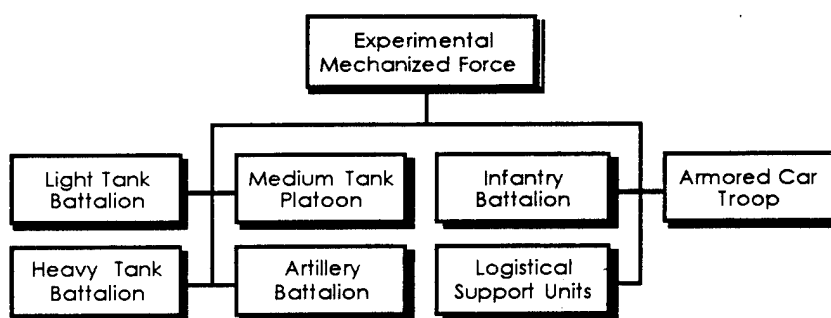 Experimental
Mechanized Force
Light Tank
Battalion
Medium Tank
Platoon
Infantry
Battalion
Armored Car
Troop
Heavy Tank
Battalion
Artillery
Battalion
Logistical
Support Units